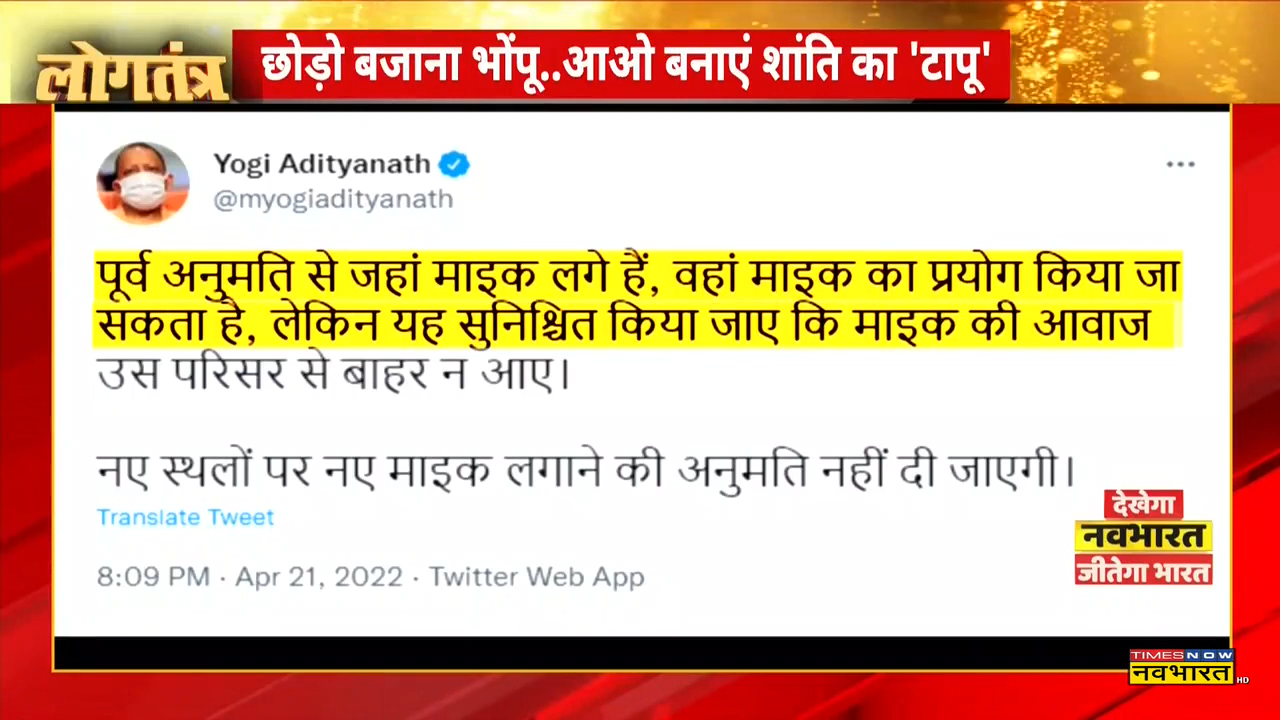 लोगतंत्र
छोड़ो बजाना भोंपू..आओ बनाएं शांति का 'टापू'
Yogi Adityanath
@myogiadityanath
पूर्व अनुमति से जहां माइक लगे हैं, वहां माइक का प्रयोग किया जा
सकता है, लेकिन यह सुनिश्चित किया जाए कि माइक की आवाज
उस परिसर से बाहर न आए।
नए स्थलों पर नए माइक लगाने की अनुमति नहीं दी जाएगी।
Translate Tweet
8:09 PM · Apr 21, 2022 · Twitter Web App
देखेगा
नवभारत
जीतेगा भारत
TIMES NOW
नवभारत
HD